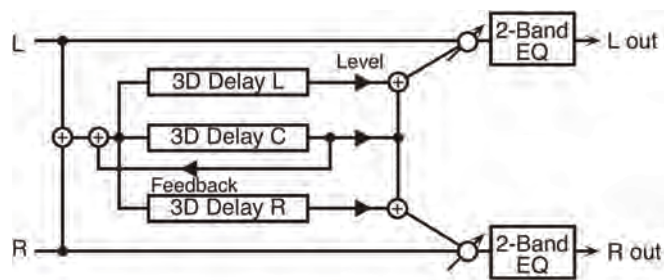 L
2-Band
EQ
L out
Level
3D Delay L
3D Delay C
Feedback
3D Delay R
R
2-Band
EQ
R out